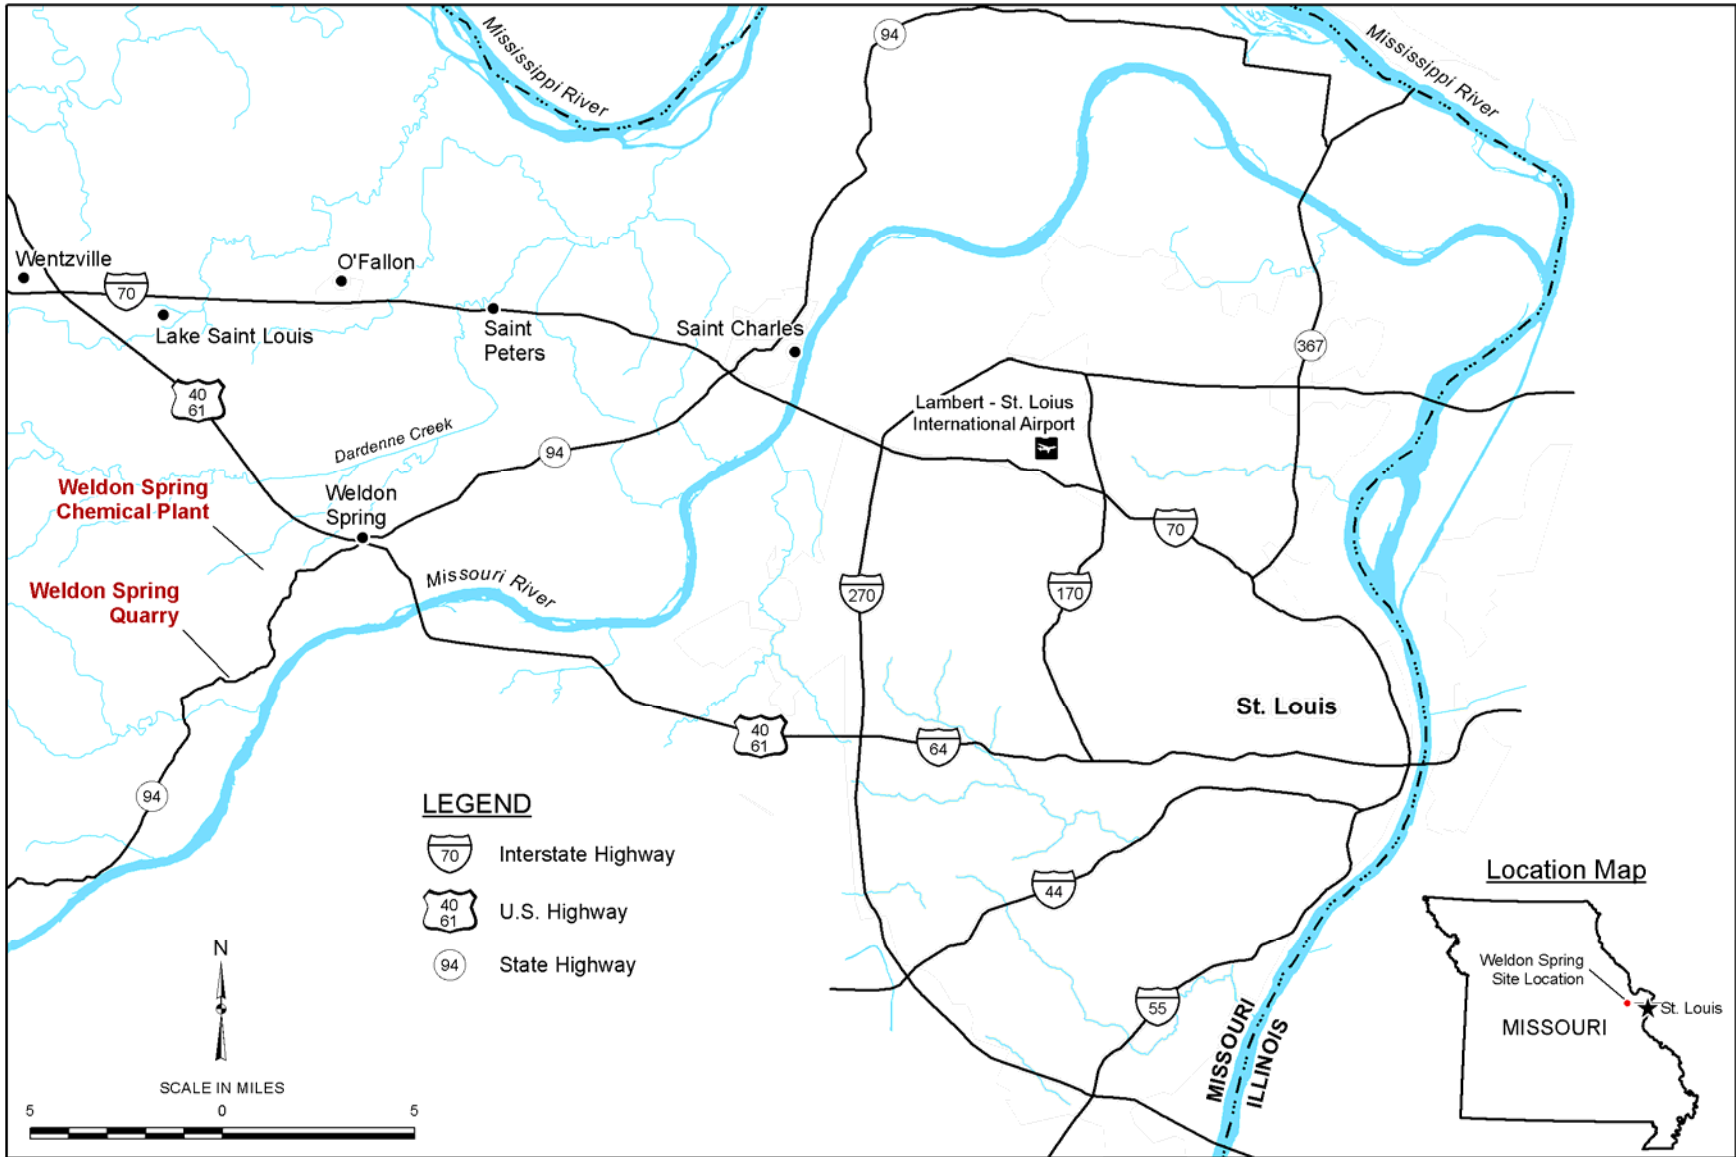 Mississippi River
94
Mississippi River
Wentzville
70
O'Fallon
Lake Saint Louis
Saint
Peters
Saint Charles
367
40
61
Lambert - St. Loius
International Airport
Dardenne Creek
94
Weldon Spring
Chemical Plant
Weldon
Spring
70
Weldon Spring
Quarry
Missouri River
270
170
St. Louis
40
61
64
94
LEGEND
70
Interstate Highway
40
61
U.S. Highway
94
State Highway
44
55
MISSOURI
ILLINOIS
N
SCALE IN MILES
5
0
5
Location Map
Weldon Spring
Site Location
St. Louis
MISSOURI